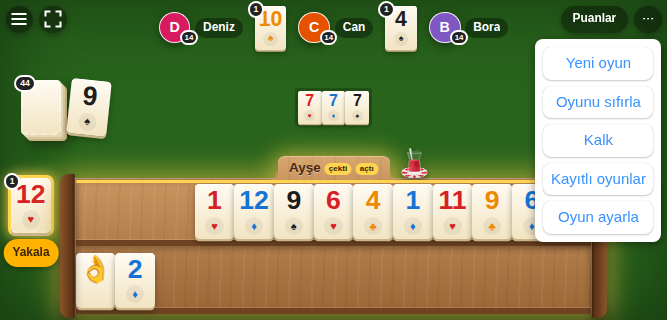 D 14 Deniz
1 10 ♣
C 14 Can
1 4 ♠
B 14 Bora
Puanlar
...
Yeni oyun
Oyunu sıfırla
Kalk
Kayıtlı oyunlar
Oyun ayarla
44
9 ♠
7 ♥ 7 ♦ 7 ♠
Ayşe çekti açtı
1 12 ♥
Yakala
1 ♥ 12 ♦ 9 ♠ 6 ♥ 4 ♣ 1 ♦ 11 ♥ 9 ♣ 6 ♦
👌 2 ♦